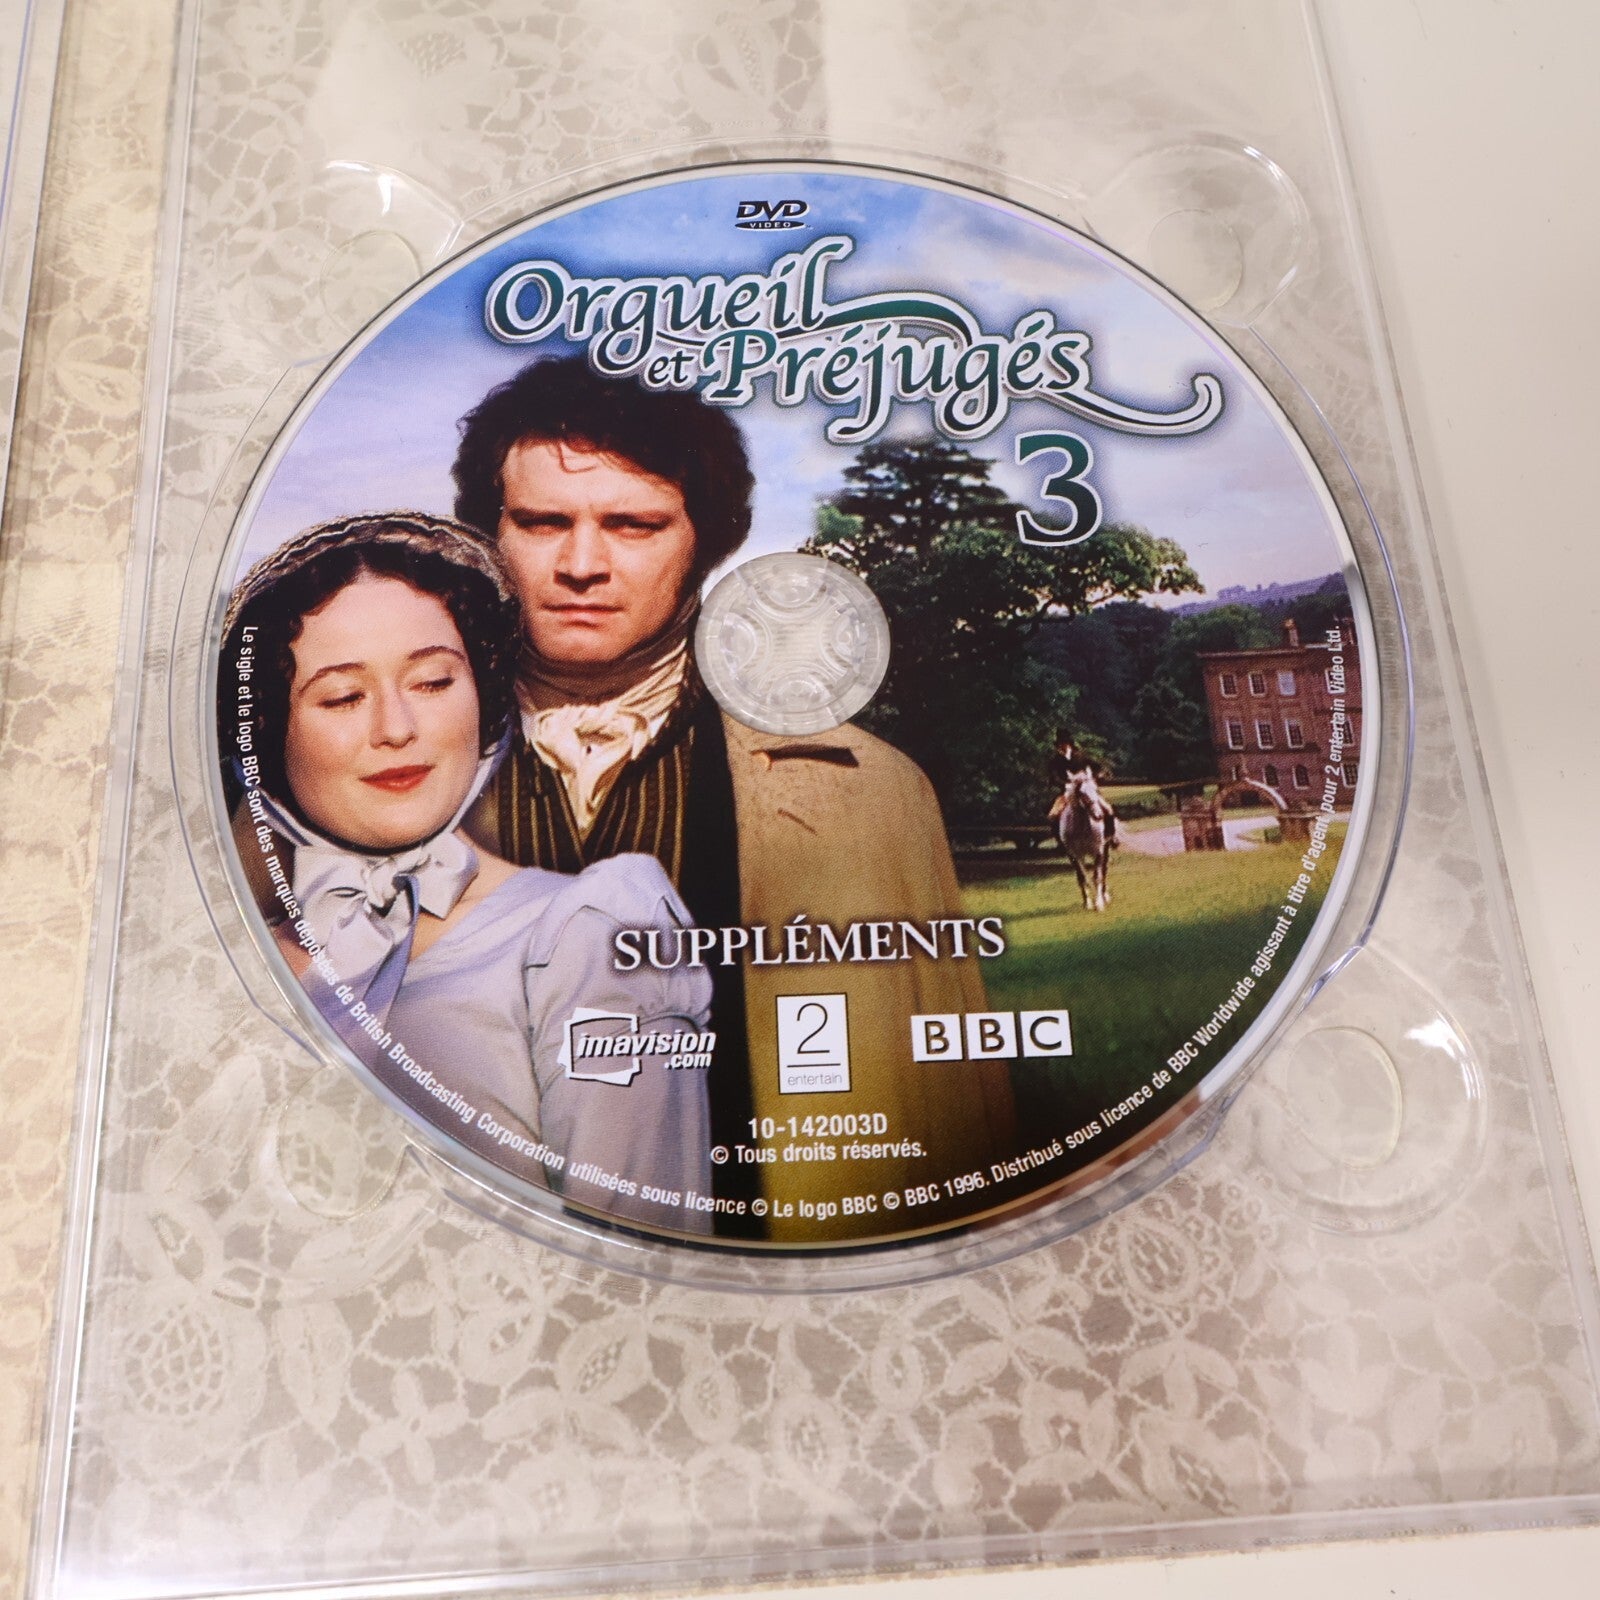 DVD
VIDEO
Orgueil
et Préjugés
3
SUPPLÉMENTS
imavision
.com
2
entertain
BBC
10-142003D
© Tous droits réservés.
Le sigle et le logo BBC sont des marques déposées de British Broadcasting Corporation utilisées sous licence © Le logo BBC © BBC 1996. Distribué sous licence de BBC Worldwide agissant à titre d'agent pour 2 entertain Video Ltd.